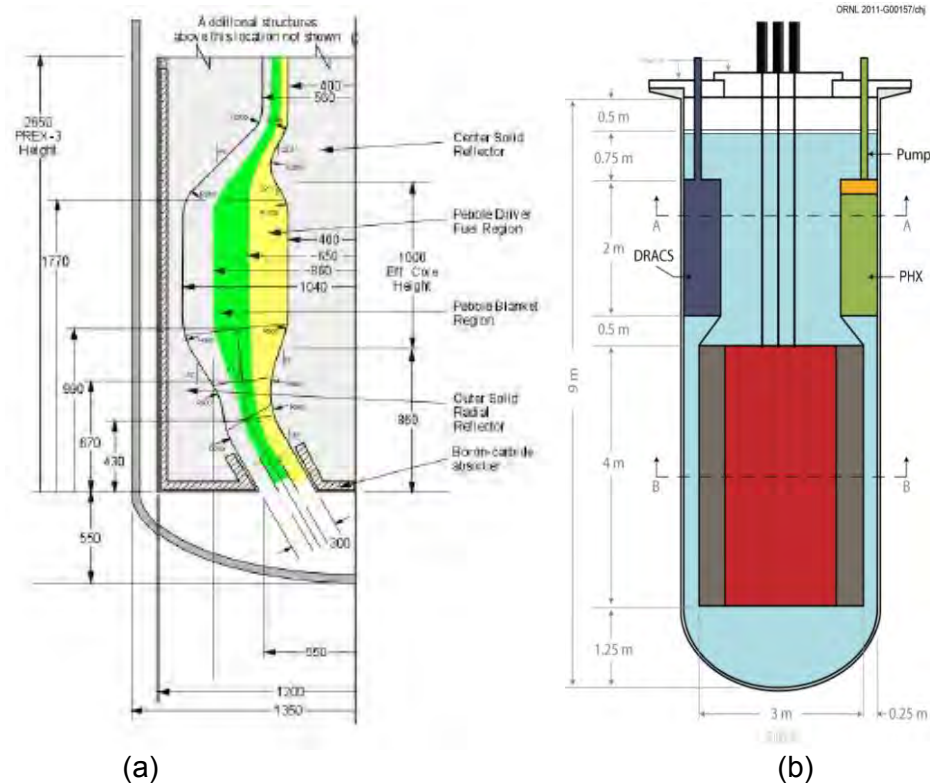 ORNL 2011-G00157/chj
Additional structures
above this location not shown
400
560
2650
PREX-3
Height
Center Solid
Reflector
Pebble Driver
Fuel Region
460
650
860
1040
1000
Eff. Core
Height
1770
Pebble Blanket
Region
990
Outer Solid
Radial
Reflector
860
670
430
Boron-carbide
absorber
550
300
550
1200
1350
(a)
0.5 m
0.75 m
Pump
A
A
2 m
DRACS
PHX
0.5 m
9 m
4 m
B
B
1.25 m
3 m
0.25 m
(b)